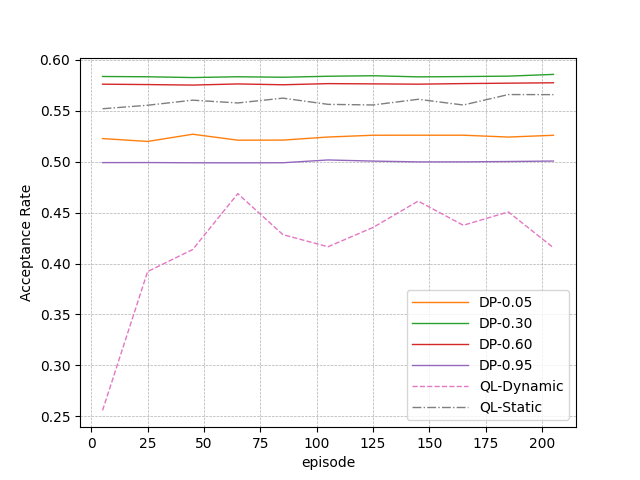 0.60
0.55
0.50
0.45
0.40
0.35
0.30
0.25
Acceptance Rate
DP-0.05
DP-0.30
DP-0.60
DP-0.95
QL-Dynamic
QL-Static
0 25 50 75 100 125 150 175 200
episode